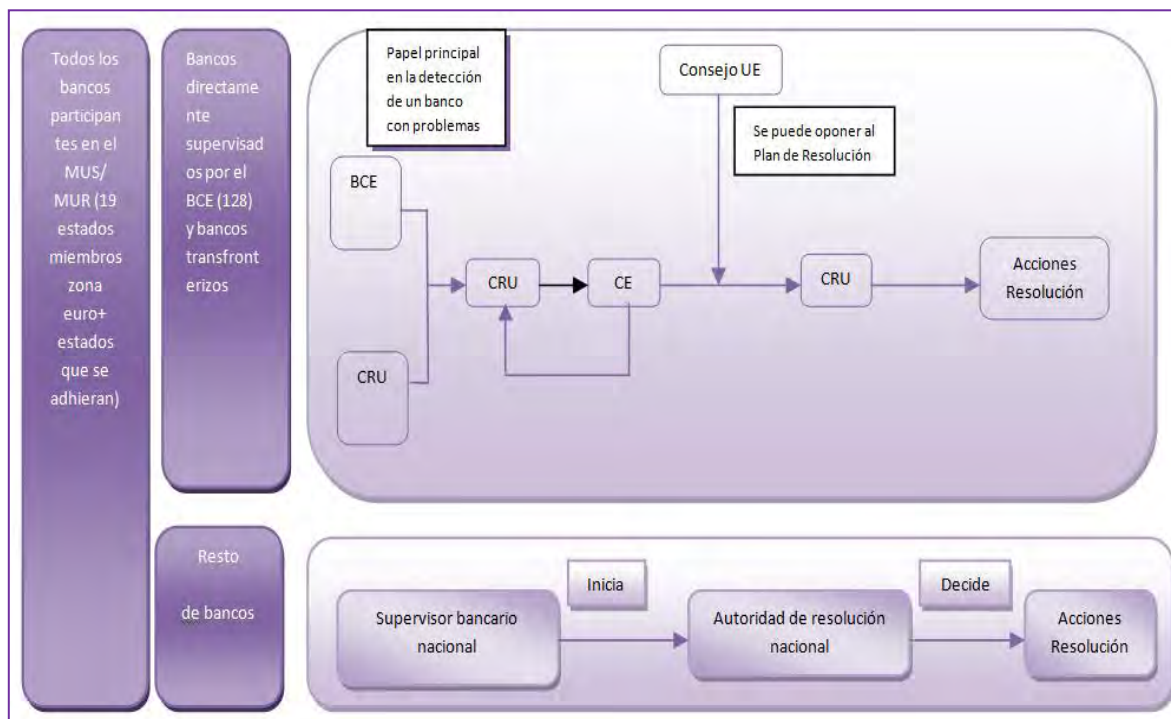 Todos los
bancos
participan
tes en el
MUS/
MUR (19
estados
miembros
zona
euro+
estados
que se
adhieran)
Bancos
directame
nte
supervisad
os por el
BCE (128)
y bancos
transfront
erizos
Papel principal
en la detección
de un banco
con problemas
Consejo UE
Se puede oponer al
Plan de Resolución
BCE
CRU
CRU
CE
CRU
Acciones
Resolución
Resto
de bancos
Supervisor bancario
nacional
Inicia
Autoridad de resolución
nacional
Decide
Acciones
Resolución